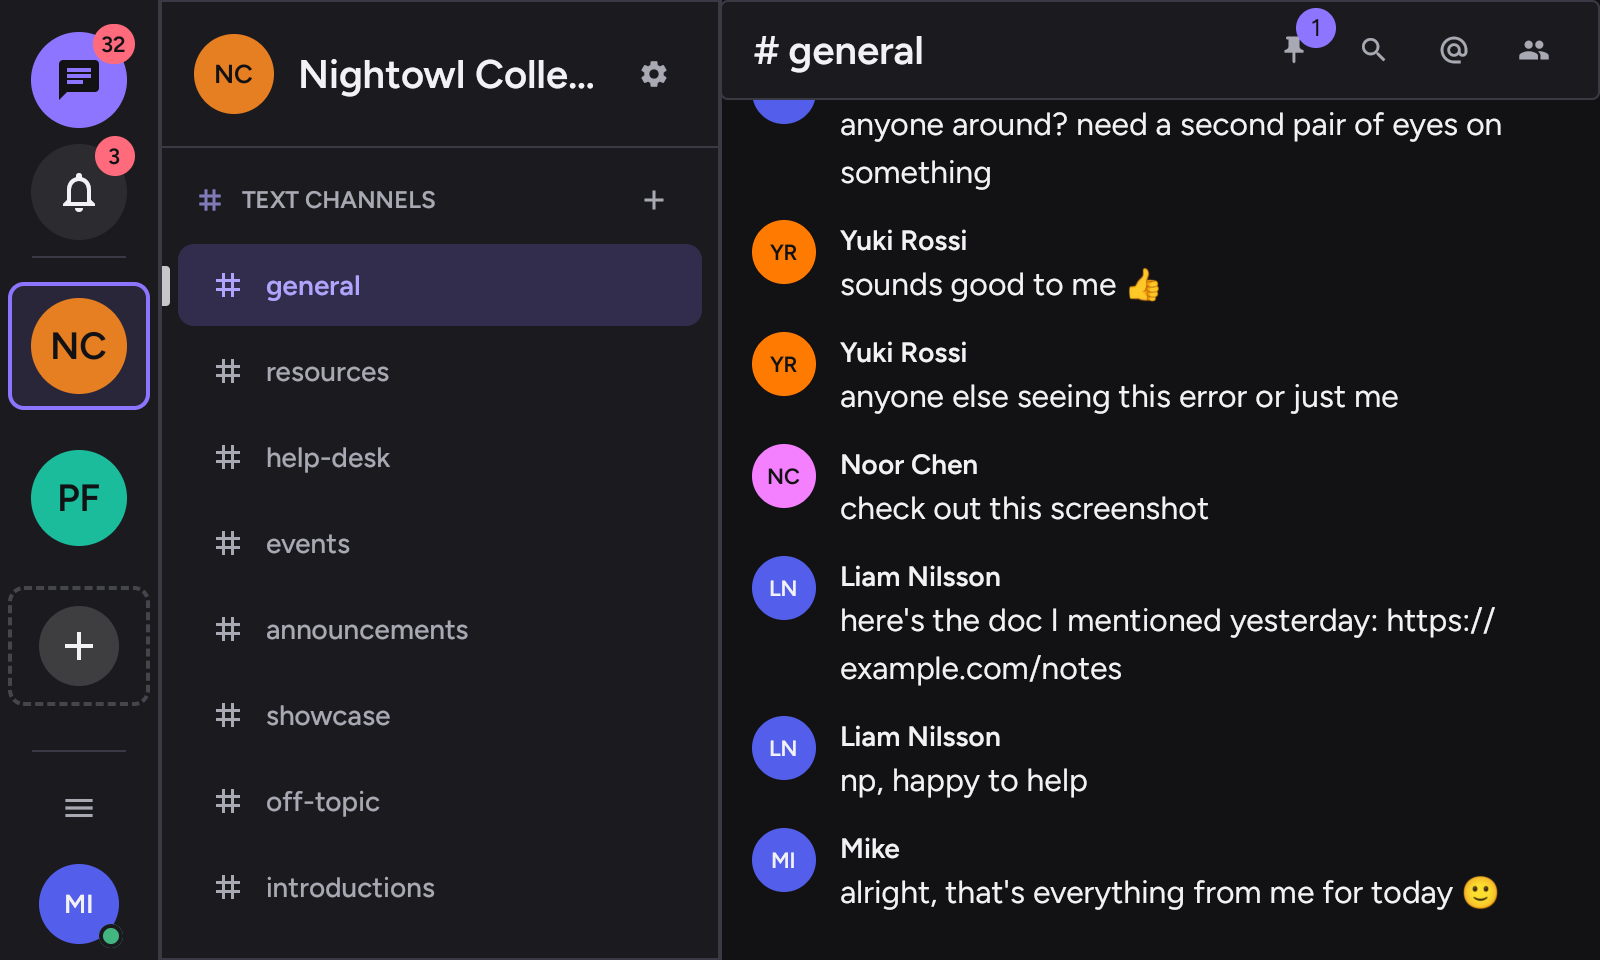 32
3
NC
PF
MI
NC
Nightowl Colle...
TEXT CHANNELS
general
resources
help-desk
events
announcements
showcase
off-topic
introductions
# general
1
anyone around? need a second pair of eyes on
something
YR
Yuki Rossi
sounds good to me 👍
YR
Yuki Rossi
anyone else seeing this error or just me
NC
Noor Chen
check out this screenshot
LN
Liam Nilsson
here's the doc I mentioned yesterday: https://
example.com/notes
LN
Liam Nilsson
np, happy to help
MI
Mike
alright, that's everything from me for today 🙂